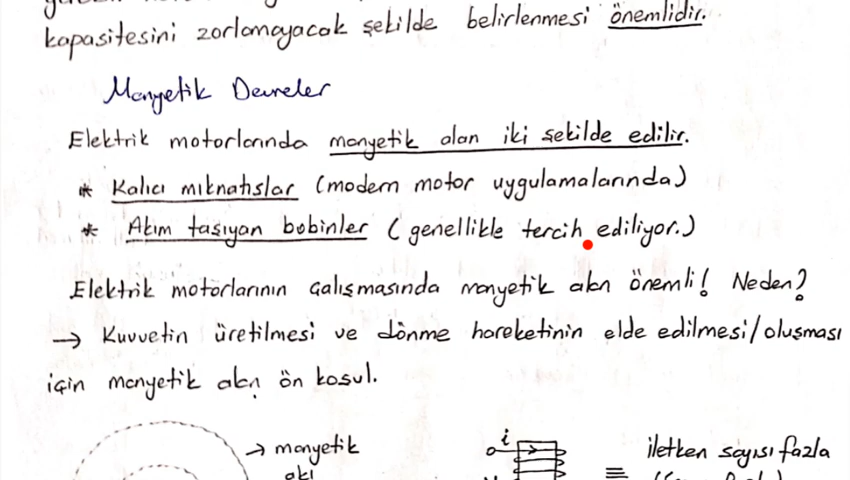 kapasitesini zorlamayacak şekilde belirlenmesi önemlidir.
Manyetik Devreler
Elektrik motorlarında manyetik alan iki şekilde edilir.
* Kalıcı mıknatıslar (modern motor uygulamalarında)
* Akım taşıyan bobinler (genellikle tercih ediliyor.)
Elektrik motorlarının çalışmasında manyetik alan önemli! Neden?
→ Kuvvetin üretilmesi ve dönme hareketinin elde edilmesi/oluşması
için manyetik alan ön koşul.
→ manyetik
akı
i
≡
iletken sayısı fazla